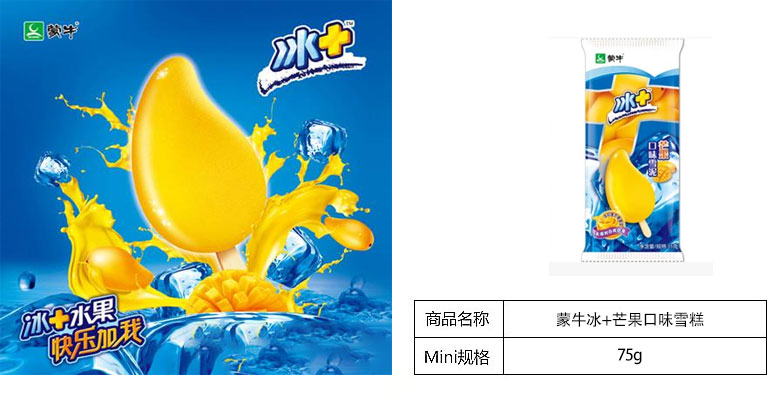 蒙牛
冰+™
冰+水果
快乐加我
蒙牛
冰+
芒果
口味雪泥
商品名称
蒙牛冰+芒果口味雪糕
Mini规格
75g